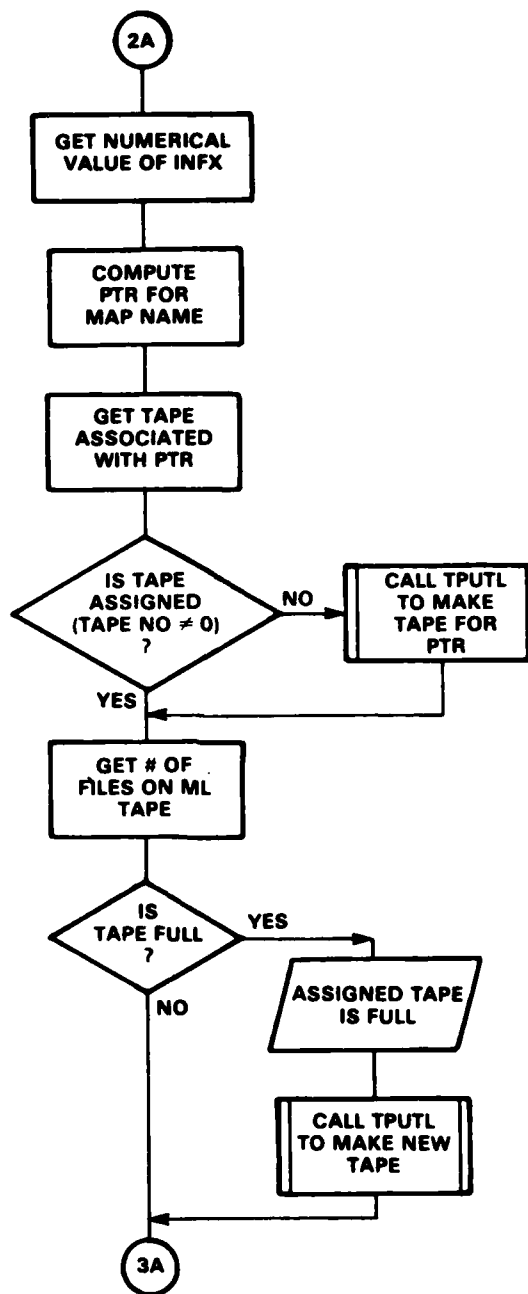 2A
GET NUMERICAL
VALUE OF INFX
COMPUTE
PTR FOR
MAP NAME
GET TAPE
ASSOCIATED
WITH PTR
IS TAPE
ASSIGNED
(TAPE NO ≠ 0)
?
NO
CALL TPUTL
TO MAKE
TAPE FOR
PTR
YES
GET # OF
FILES ON ML
TAPE
IS
TAPE FULL
?
YES
NO
ASSIGNED TAPE
IS FULL
CALL TPUTL
TO MAKE NEW
TAPE
3A